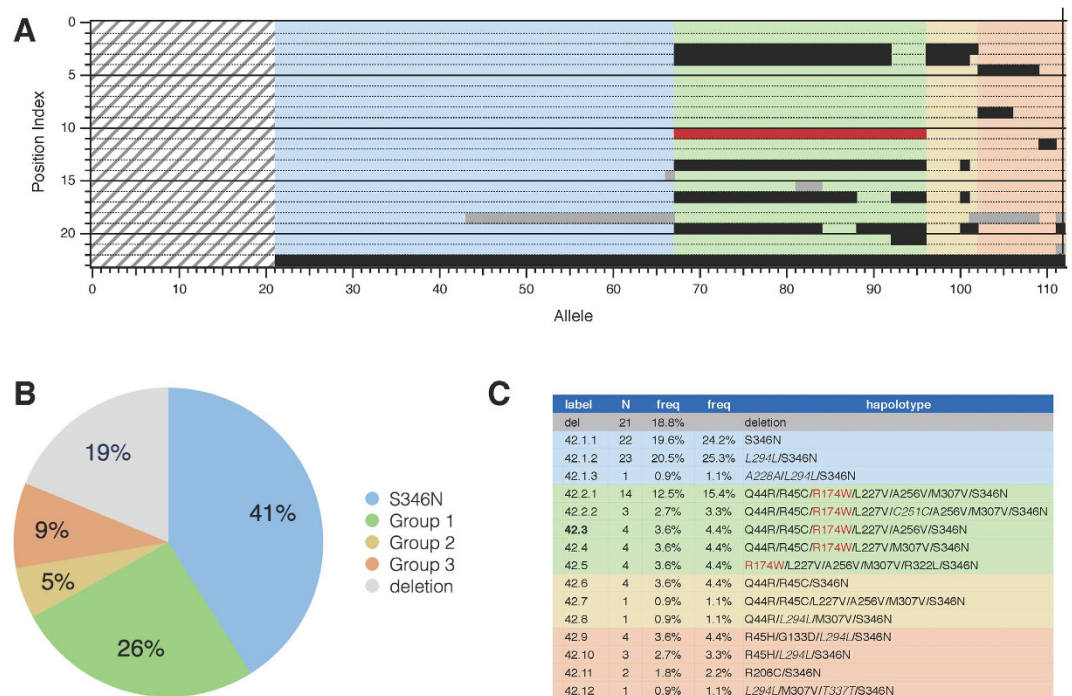 A
Position Index
0
5
10
15
20
0 10 20 30 40 50 60 70 80 90 100 110
Allele
B
41%
26%
5%
9%
19%
S346N
Group 1
Group 2
Group 3
deletion
C
label N freq freq hapolotype
del 21 18.8% deletion
42.1.1 22 19.6% 24.2% S346N
42.1.2 23 20.5% 25.3% L294L/S346N
42.1.3 1 0.9% 1.1% A228A/L294L/S346N
42.2.1 14 12.5% 15.4% Q44R/R45C/R174W/L227V/A256V/M307V/S346N
42.2.2 3 2.7% 3.3% Q44R/R45C/R174W/L227V/C251C/A256V/M307V/S346N
42.3 4 3.6% 4.4% Q44R/R45C/R174W/L227V/A256V/S346N
42.4 4 3.6% 4.4% Q44R/R45C/R174W/L227V/M307V/S346N
42.5 4 3.6% 4.4% R174W/L227V/A256V/M307V/R322L/S346N
42.6 4 3.6% 4.4% Q44R/R45C/S346N
42.7 1 0.9% 1.1% Q44R/R45C/L227V/A256V/M307V/S346N
42.8 1 0.9% 1.1% Q44R/L294L/M307V/S346N
42.9 4 3.6% 4.4% R45H/G133D/L294L/S346N
42.10 3 2.7% 3.3% R45H/L294L/S346N
42.11 2 1.8% 2.2% R206C/S346N
42.12 1 0.9% 1.1% L294L/M307V/T337T/S346N